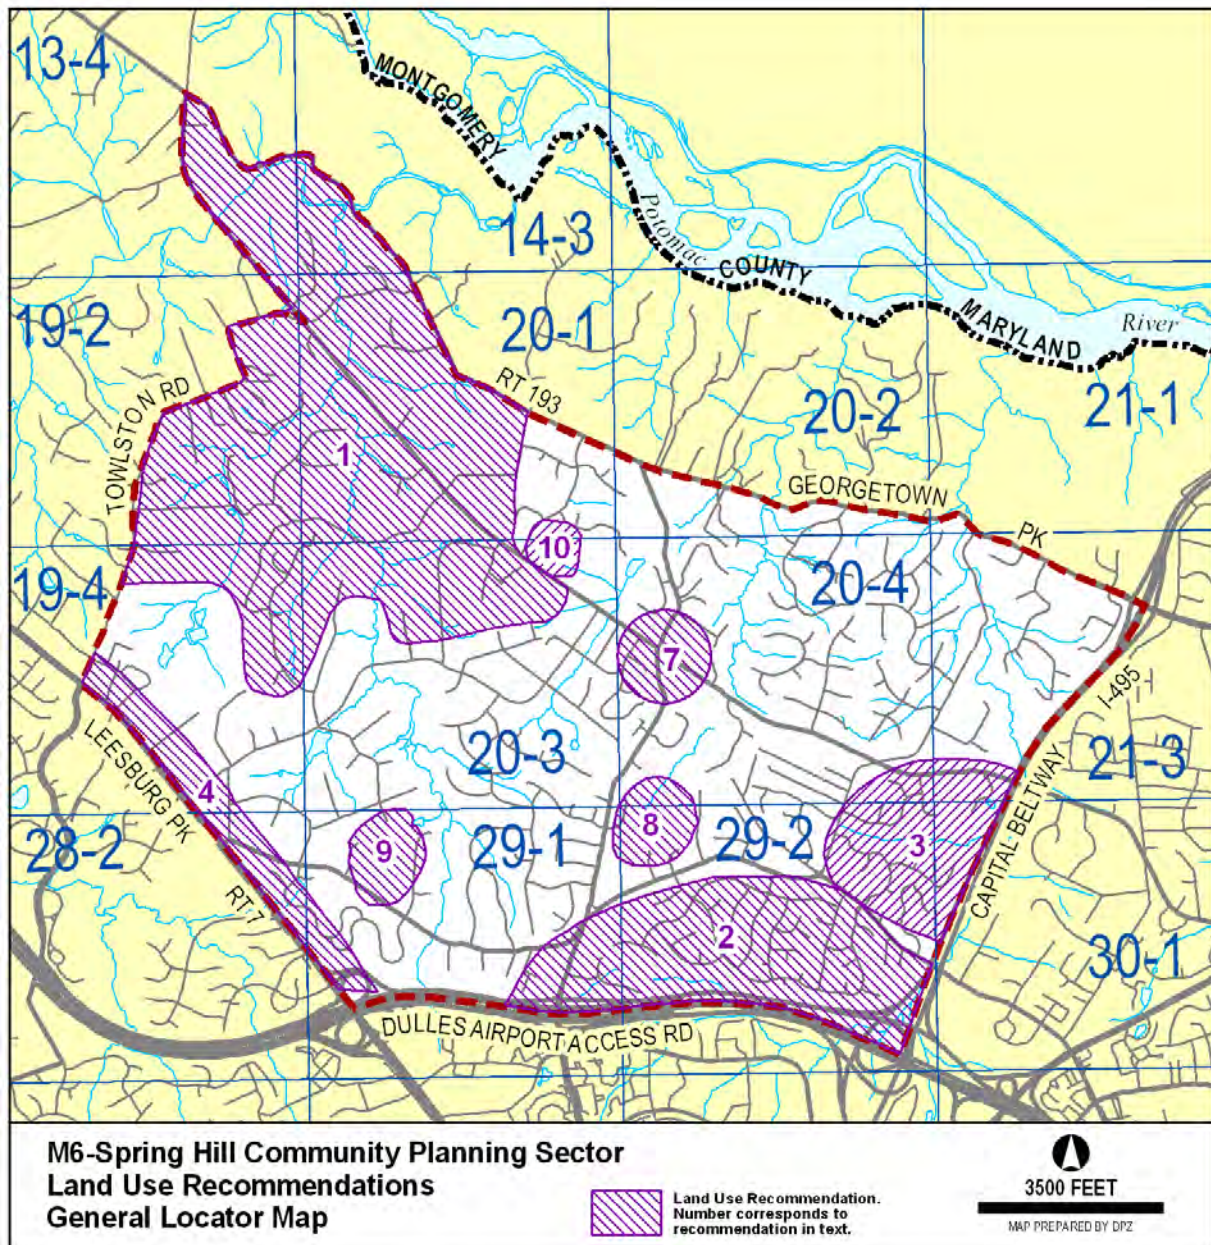 13-4
MONTGOMERY
14-3
Potomac
COUNTY
MARYLAND
River
19-2
20-1
TOWLSTON RD
RT 193
20-2
21-1
1
GEORGETOWN
PK
10
19-4
20-4
7
I-495
LEESBURG PK
4
20-3
CAPITAL BELTWAY
21-3
28-2
9
29-1
8
29-2
3
RT 7
2
30-1
DULLES AIRPORT ACCESS RD
M6-Spring Hill Community Planning Sector
Land Use Recommendations
General Locator Map
Land Use Recommendation.
Number corresponds to
recommendation in text.
3500 FEET
MAP PREPARED BY DPZ